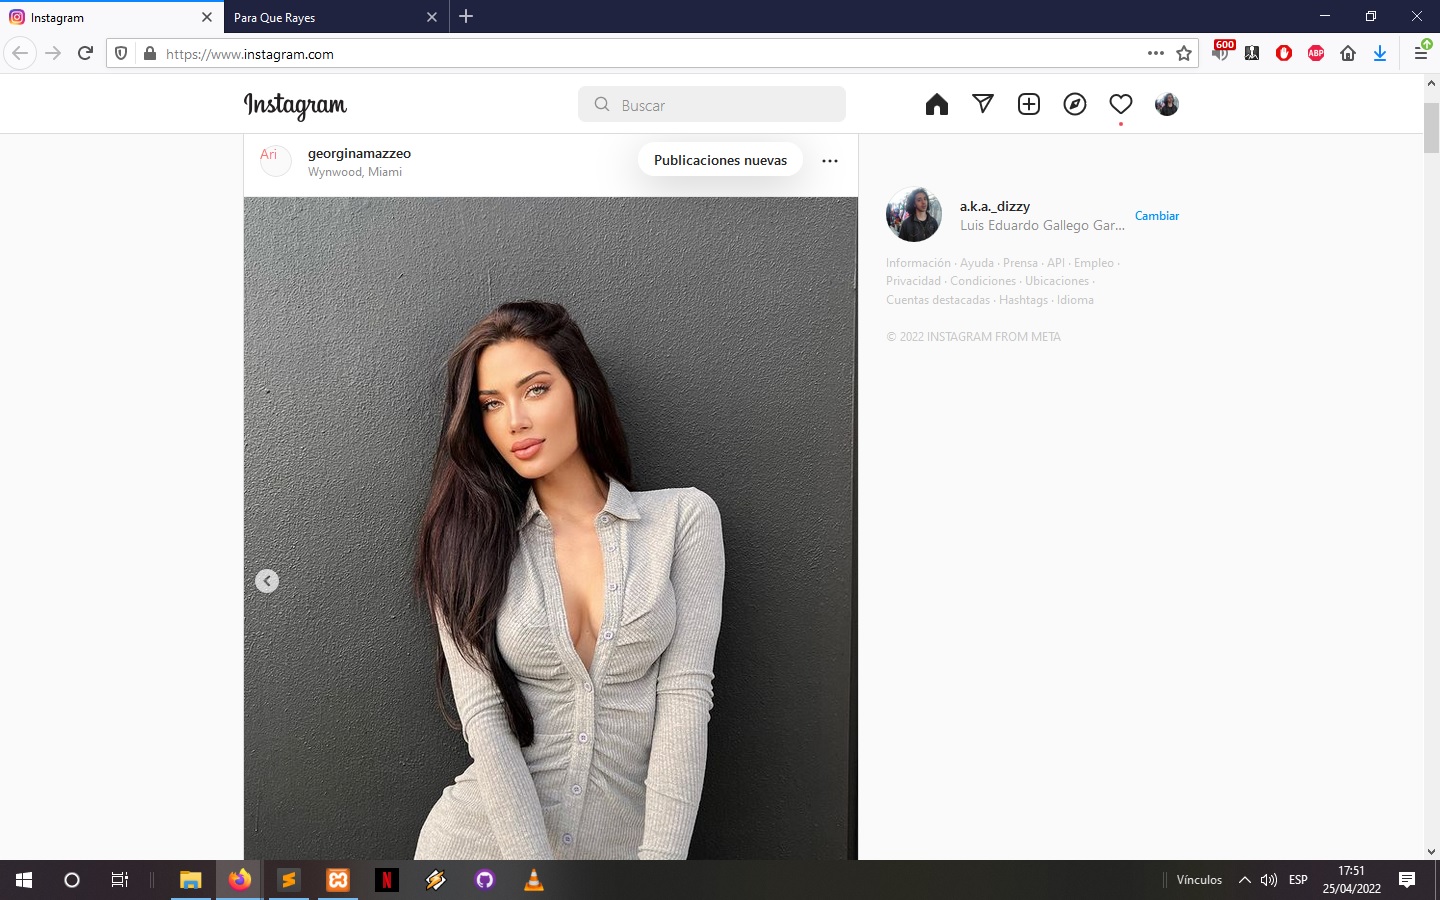 Instagram
Para Que Rayes
https://www.instagram.com
600
ABP
Instagram
Buscar
Ari
georginamazzeo
Wynwood, Miami
Publicaciones nuevas
a.k.a._dizzy
Luis Eduardo Gallego Gar...
Cambiar
Información · Ayuda · Prensa · API · Empleo ·
Privacidad · Condiciones · Ubicaciones ·
Cuentas destacadas · Hashtags · Idioma
© 2022 INSTAGRAM FROM META
N
Vínculos
ESP
17:51
25/04/2022